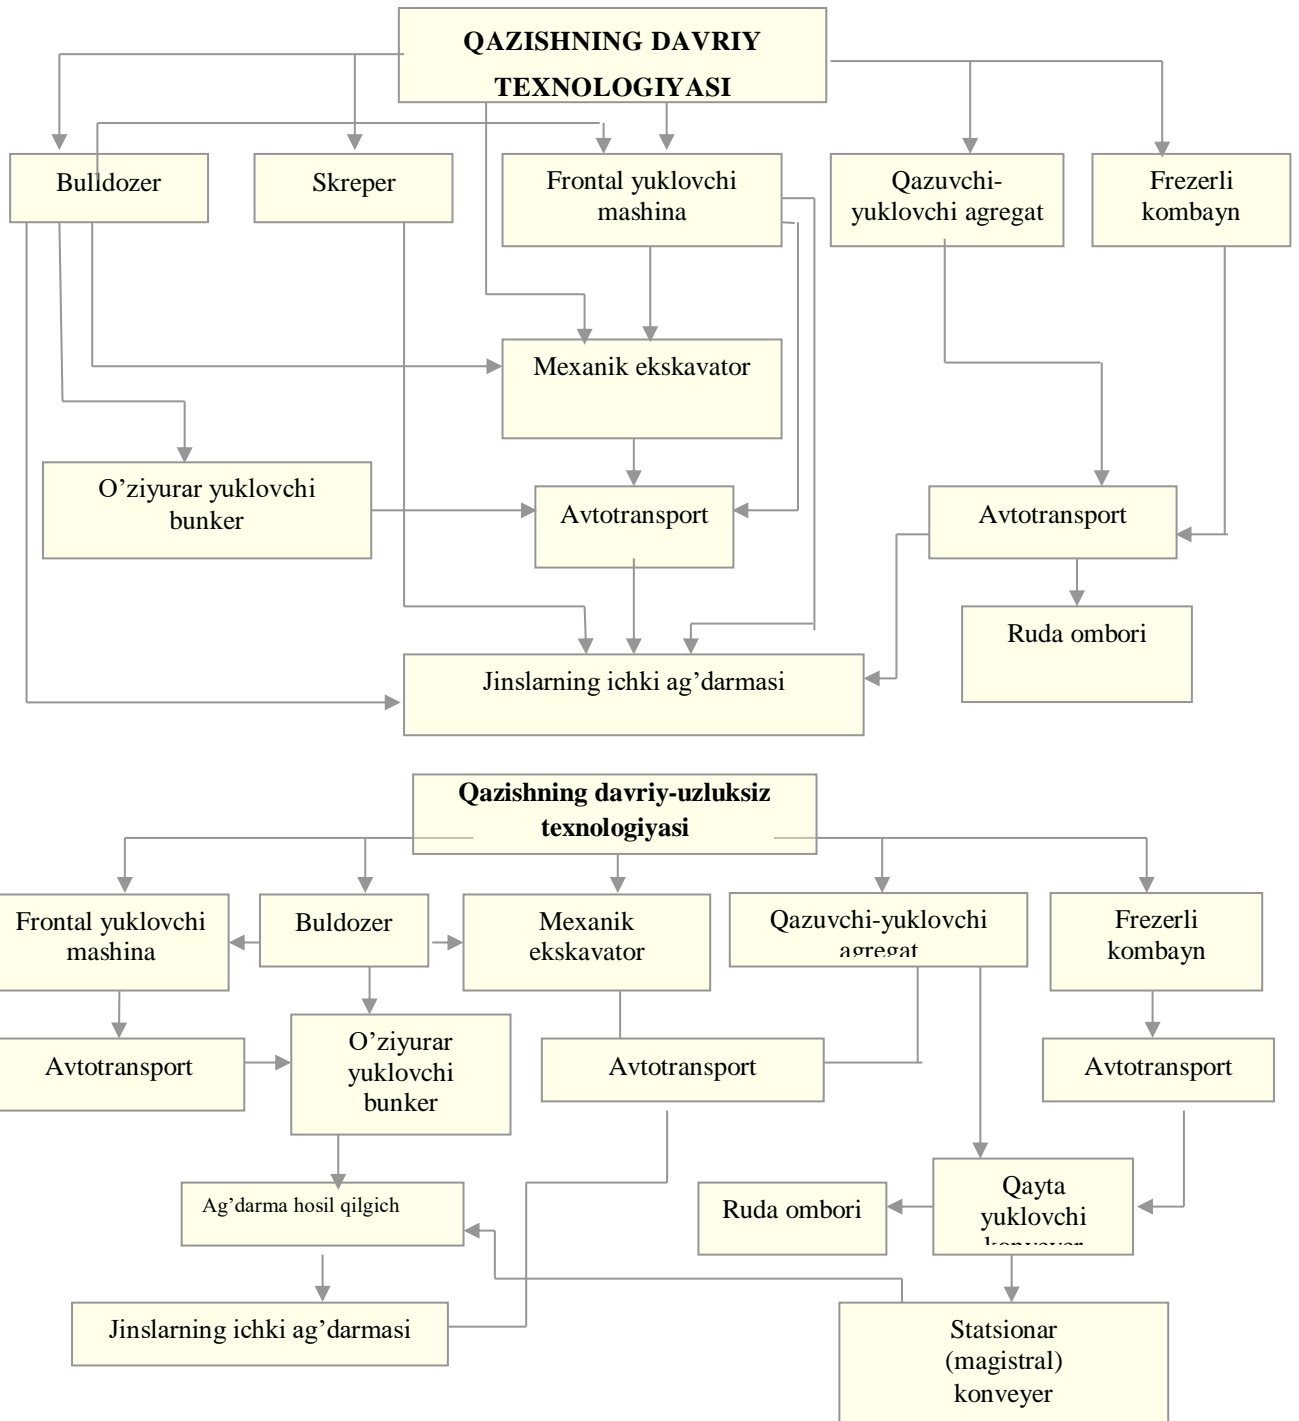 QAZISHNING DAVRIY
TEXNOLOGIYASI
Bulldozer
Skreper
Frontal yuklovchi
mashina
Qazuvchi-
yuklovchi agregat
Frezerli
kombayn
Mexanik ekskavator
O’ziyurar yuklovchi
bunker
Avtotransport
Avtotransport
Ruda ombori
Jinslarning ichki ag’darmasi
Qazishning davriy-uzluksiz
texnologiyasi
Frontal yuklovchi
mashina
Buldozer
Mexanik
ekskavator
Qazuvchi-yuklovchi
agregat
Frezerli
kombayn
Avtotransport
O’ziyurar
yuklovchi
bunker
Avtotransport
Avtotransport
Ag’darma hosil qilgich
Ruda ombori
Qayta
yuklovchi
konveyer
Jinslarning ichki ag’darmasi
Statsionar
(magistral)
konveyer